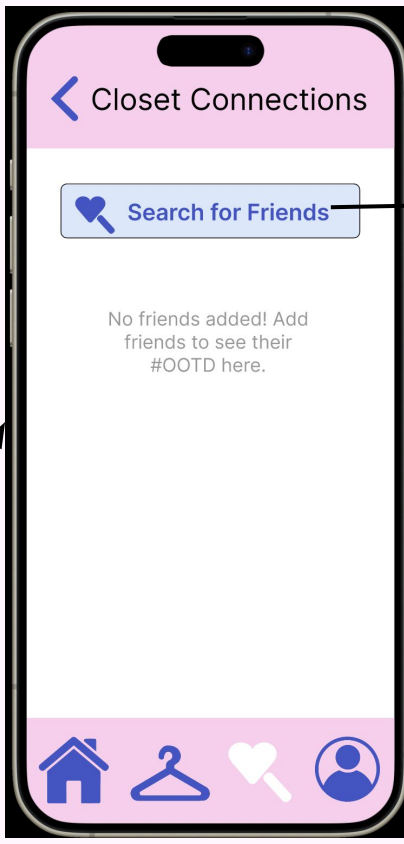 Closet Connections
Search for Friends
No friends added! Add
friends to see their
#OOTD here.